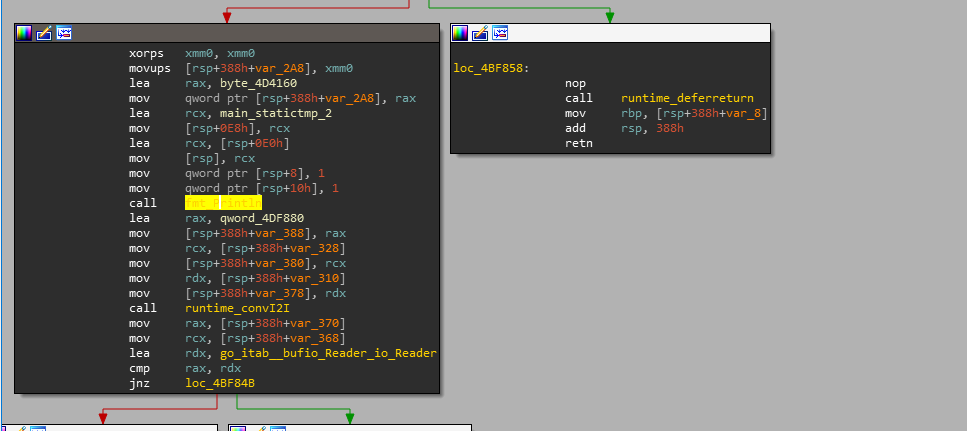 xorps xmm0, xmm0
movups [rsp+388h+var_2A8], xmm0
lea rax, byte_4D4160
mov qword ptr [rsp+388h+var_2A8], rax
lea rcx, main_statictmp_2
mov [rsp+0E8h], rcx
lea rcx, [rsp+0E0h]
mov [rsp], rcx
mov qword ptr [rsp+8], 1
mov qword ptr [rsp+10h], 1
call fmt_Println
lea rax, qword_4DF880
mov [rsp+388h+var_388], rax
mov rcx, [rsp+388h+var_328]
mov [rsp+388h+var_380], rcx
mov rdx, [rsp+388h+var_310]
mov [rsp+388h+var_378], rdx
call runtime_convI2I
mov rax, [rsp+388h+var_370]
mov rcx, [rsp+388h+var_368]
lea rdx, go_itab__bufio_Reader_io_Reader
cmp rax, rdx
jnz loc_4BF84B
loc_4BF858:
nop
call runtime_deferreturn
mov rbp, [rsp+388h+var_8]
add rsp, 388h
retn